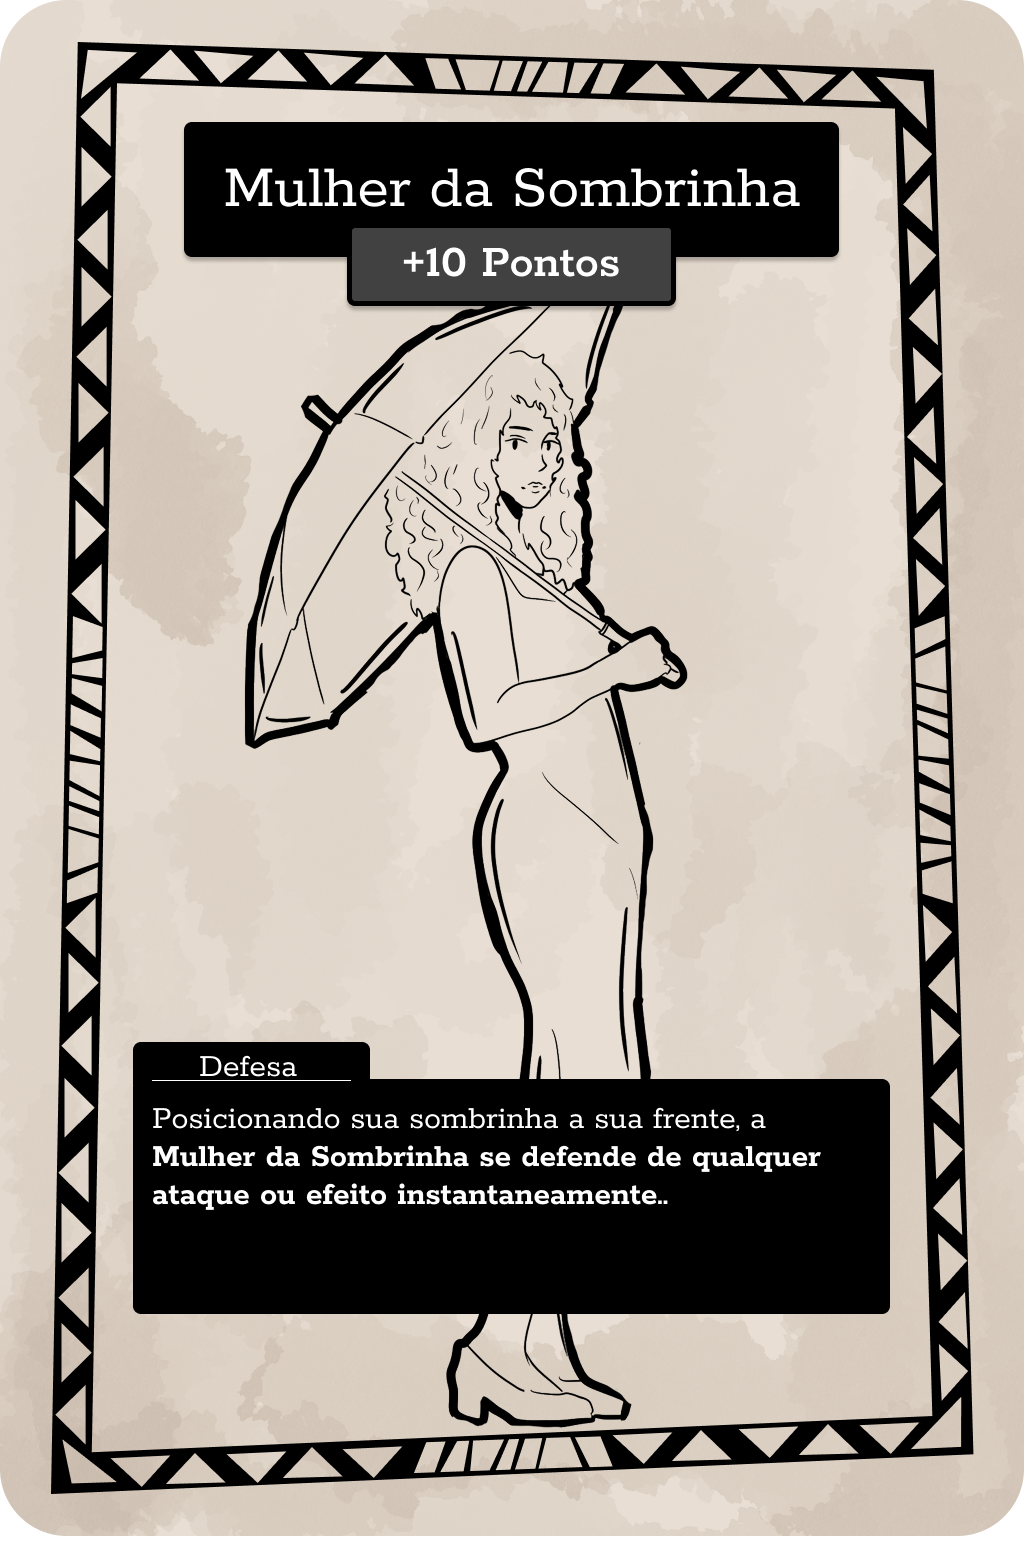 Mulher da Sombrinha
+10 Pontos
Defesa
Posicionando sua sombrinha a sua frente, a
Mulher da Sombrinha se defende de qualquer
ataque ou efeito instantaneamente..